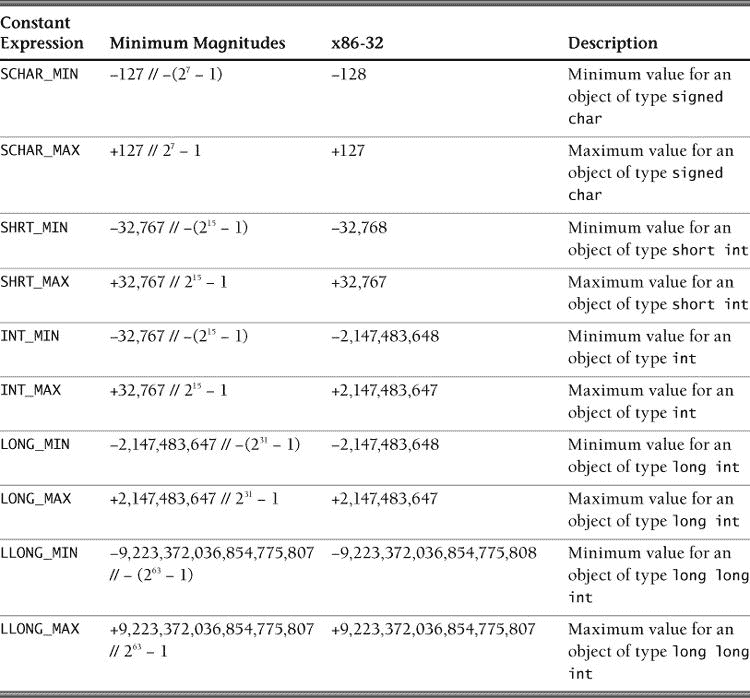 Constant
Expression Minimum Magnitudes x86-32 Description
SCHAR_MIN –127 // –(2⁷ – 1) –128 Minimum value for an
object of type signed
char
SCHAR_MAX +127 // 2⁷ – 1 +127 Maximum value for an
object of type signed
char
SHRT_MIN –32,767 // –(2¹⁵ – 1) –32,768 Minimum value for an
object of type short int
SHRT_MAX +32,767 // 2¹⁵ – 1 +32,767 Maximum value for an
object of type short int
INT_MIN –32,767 // –(2¹⁵ – 1) –2,147,483,648 Minimum value for an
object of type int
INT_MAX +32,767 // 2¹⁵ – 1 +2,147,483,647 Maximum value for an
object of type int
LONG_MIN –2,147,483,647 // –(2³¹ – 1) –2,147,483,648 Minimum value for an
object of type long int
LONG_MAX +2,147,483,647 // 2³¹ – 1 +2,147,483,647 Maximum value for an
object of type long int
LLONG_MIN –9,223,372,036,854,775,807 –9,223,372,036,854,775,808 Minimum value for an
// – (2⁶³ – 1) object of type long long
int
LLONG_MAX +9,223,372,036,854,775,807 +9,223,372,036,854,775,807 Maximum value for an
// 2⁶³ – 1 object of type long long
int